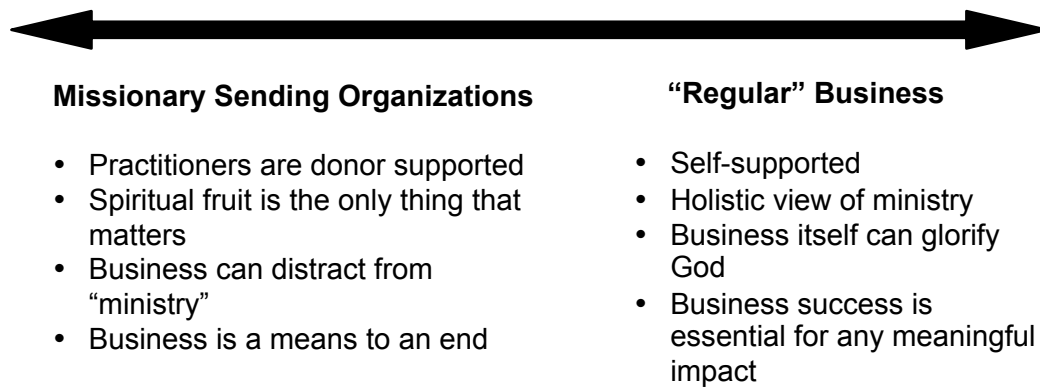 Missionary Sending Organizations
• Practitioners are donor supported
• Spiritual fruit is the only thing that
matters
• Business can distract from
“ministry”
• Business is a means to an end
“Regular” Business
• Self-supported
• Holistic view of ministry
• Business itself can glorify
God
• Business success is
essential for any meaningful
impact